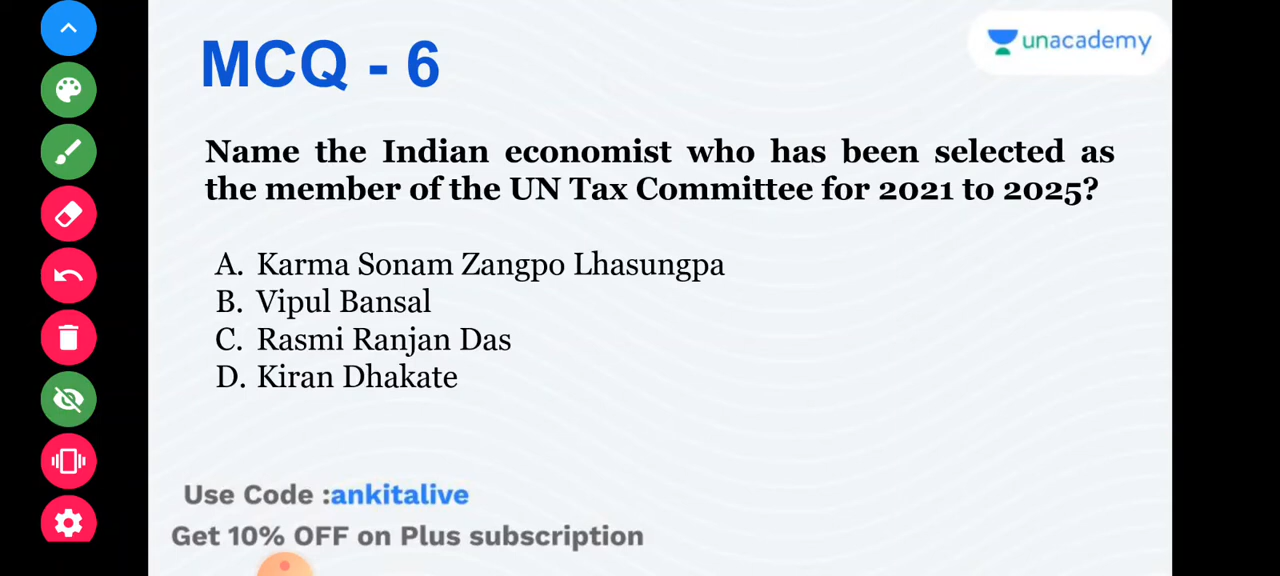 MCQ - 6
unacademy
Name the Indian economist who has been selected as
the member of the UN Tax Committee for 2021 to 2025?
A. Karma Sonam Zangpo Lhasungpa
B. Vipul Bansal
C. Rasmi Ranjan Das
D. Kiran Dhakate
Use Code :ankitalive
Get 10% OFF on Plus subscription